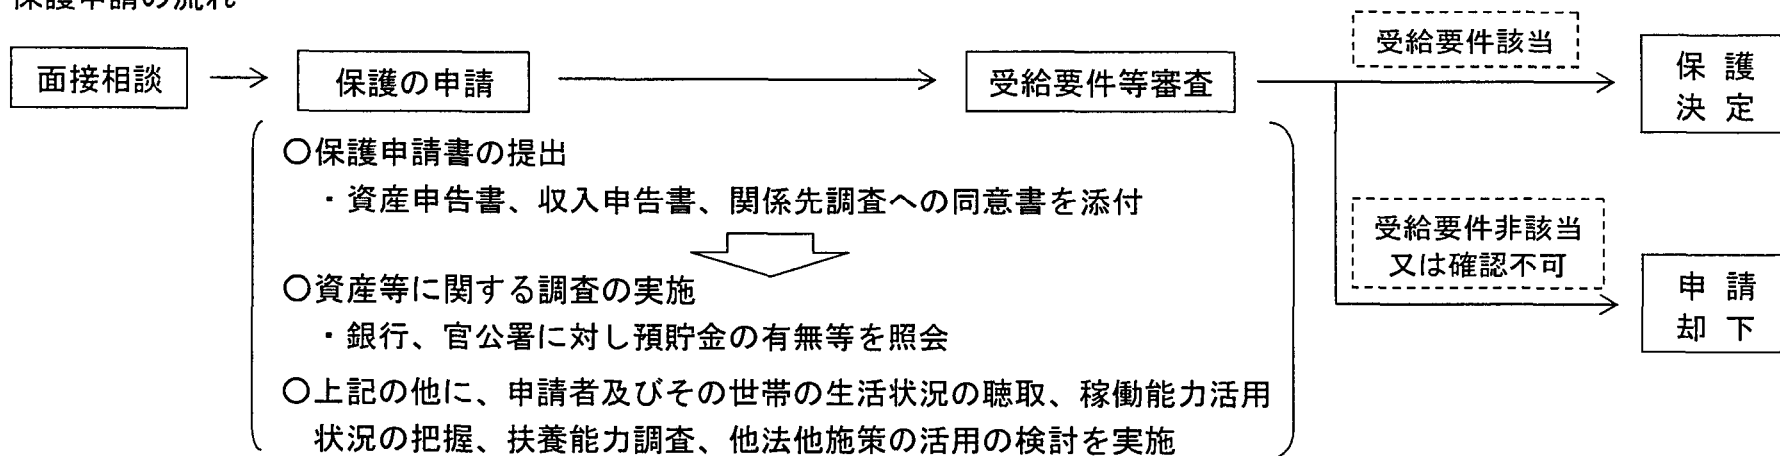 保護申請の流れ
面接相談
保護の申請
受給要件等審査
受給要件該当
保護
決定
○保護申請書の提出
・資産申告書、収入申告書、関係先調査への同意書を添付
○資産等に関する調査の実施
・銀行、官公署に対し預貯金の有無等を照会
○上記の他に、申請者及びその世帯の生活状況の聴取、稼働能力活用
状況の把握、扶養能力調査、他法他施策の活用の検討を実施
受給要件非該当
又は確認不可
申請
却下